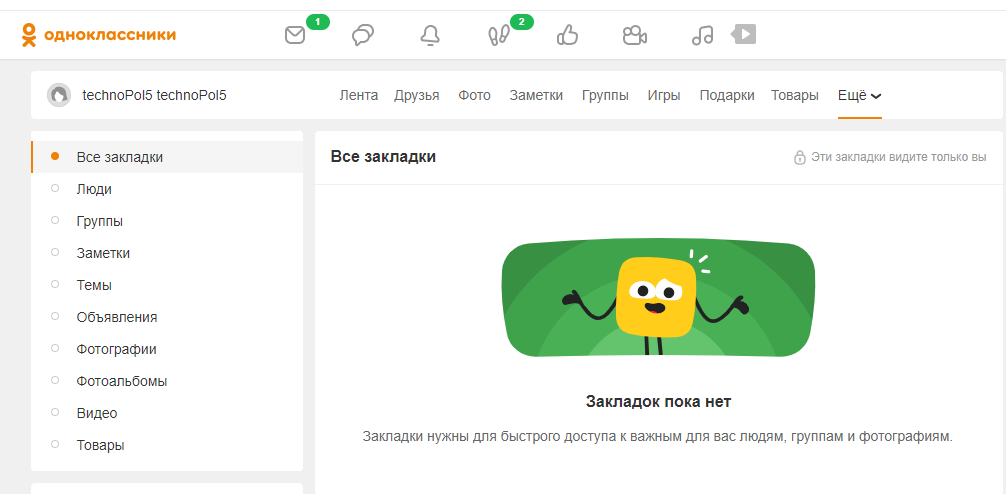 одноклассники
1
2
technoPol5 technoPol5
Лента Друзья Фото Заметки Группы Игры Подарки Товары Ещё
Все закладки
Люди
Группы
Заметки
Темы
Объявления
Фотографии
Фотоальбомы
Видео
Товары
Все закладки
Эти закладки видите только вы
Закладок пока нет
Закладки нужны для быстрого доступа к важным для вас людям, группам и фотографиям.